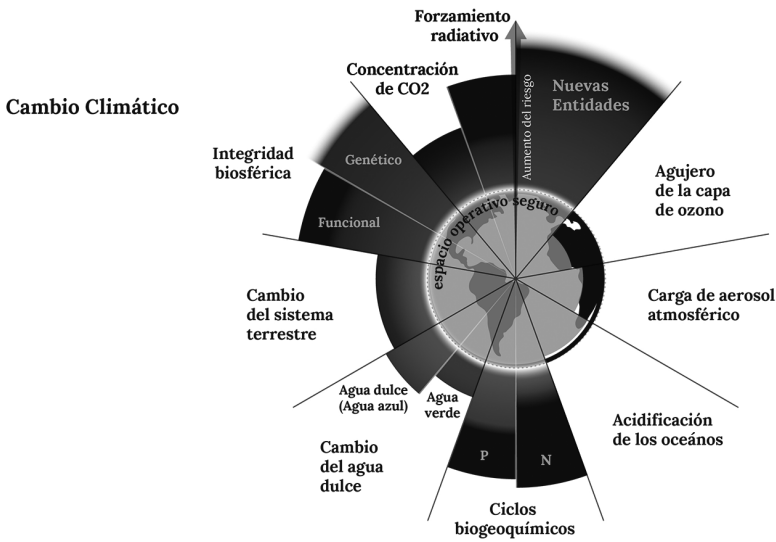 Forzamiento
radiativo
Concentración
de CO2
Cambio Climático
Nuevas
Entidades
Aumento del riesgo
Integridad
biosférica
Genético
Funcional
Agujero
de la capa
de ozono
espacio operativo seguro
Cambio
del sistema
terrestre
Carga de aerosol
atmosférico
Agua dulce
(Agua azul)
Agua
verde
Acidificación
de los oceános
Cambio
del agua
dulce
P
N
Ciclos
biogeoquímicos